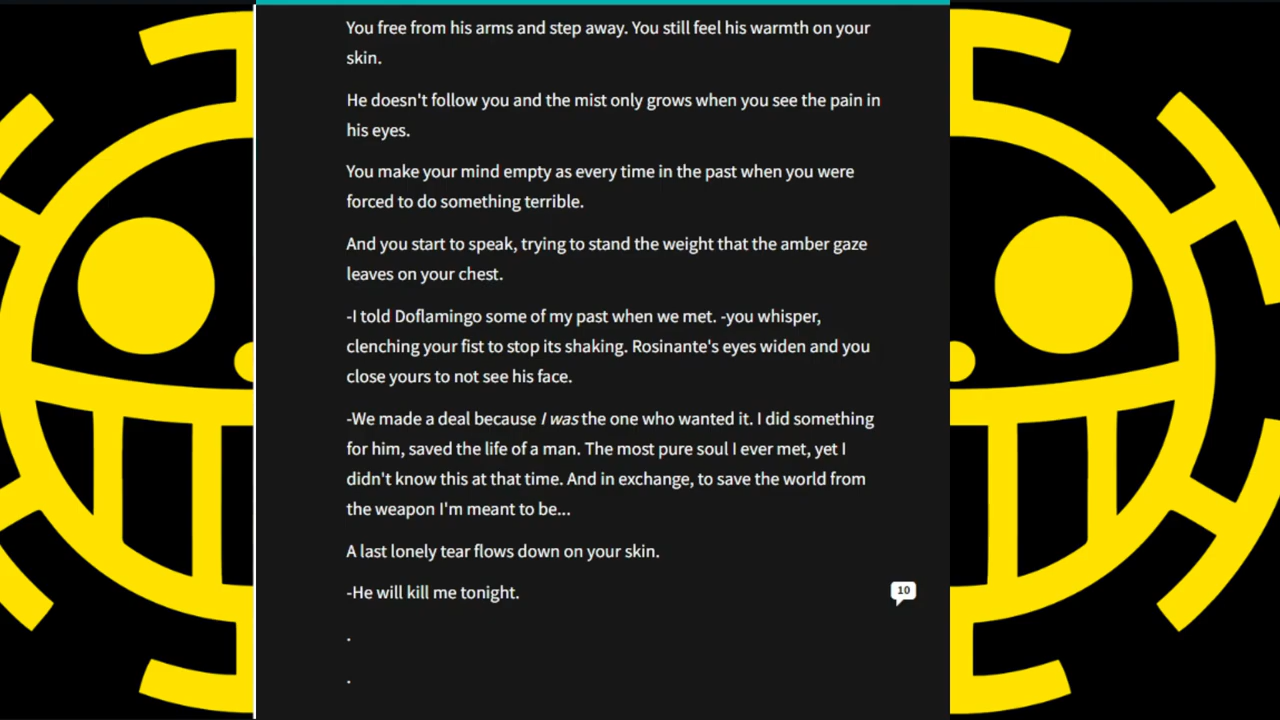 You free from his arms and step away. You still feel his warmth on your
skin.
He doesn't follow you and the mist only grows when you see the pain in
his eyes.
You make your mind empty as every time in the past when you were
forced to do something terrible.
And you start to speak, trying to stand the weight that the amber gaze
leaves on your chest.
-I told Doflamingo some of my past when we met. -you whisper,
clenching your fist to stop its shaking. Rosinante's eyes widen and you
close yours to not see his face.
-We made a deal because I was the one who wanted it. I did something
for him, saved the life of a man. The most pure soul I ever met, yet I
didn't know this at that time. And in exchange, to save the world from
the weapon I'm meant to be...
A last lonely tear flows down on your skin.
-He will kill me tonight.
10
.
.